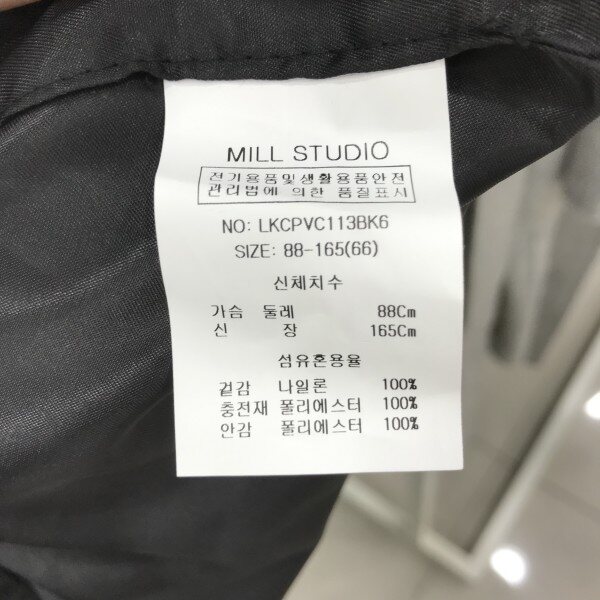 MILL STUDIO
전기용품및생활용품안전
관리법에 의한 품질표시
NO: LKCPVC113BK6
SIZE: 88-165(66)
신체치수
가슴 둘레 88Cm
신 장 165Cm
섬유혼용율
겉감 나일론 100%
충전재 폴리에스터 100%
안감 폴리에스터 100%